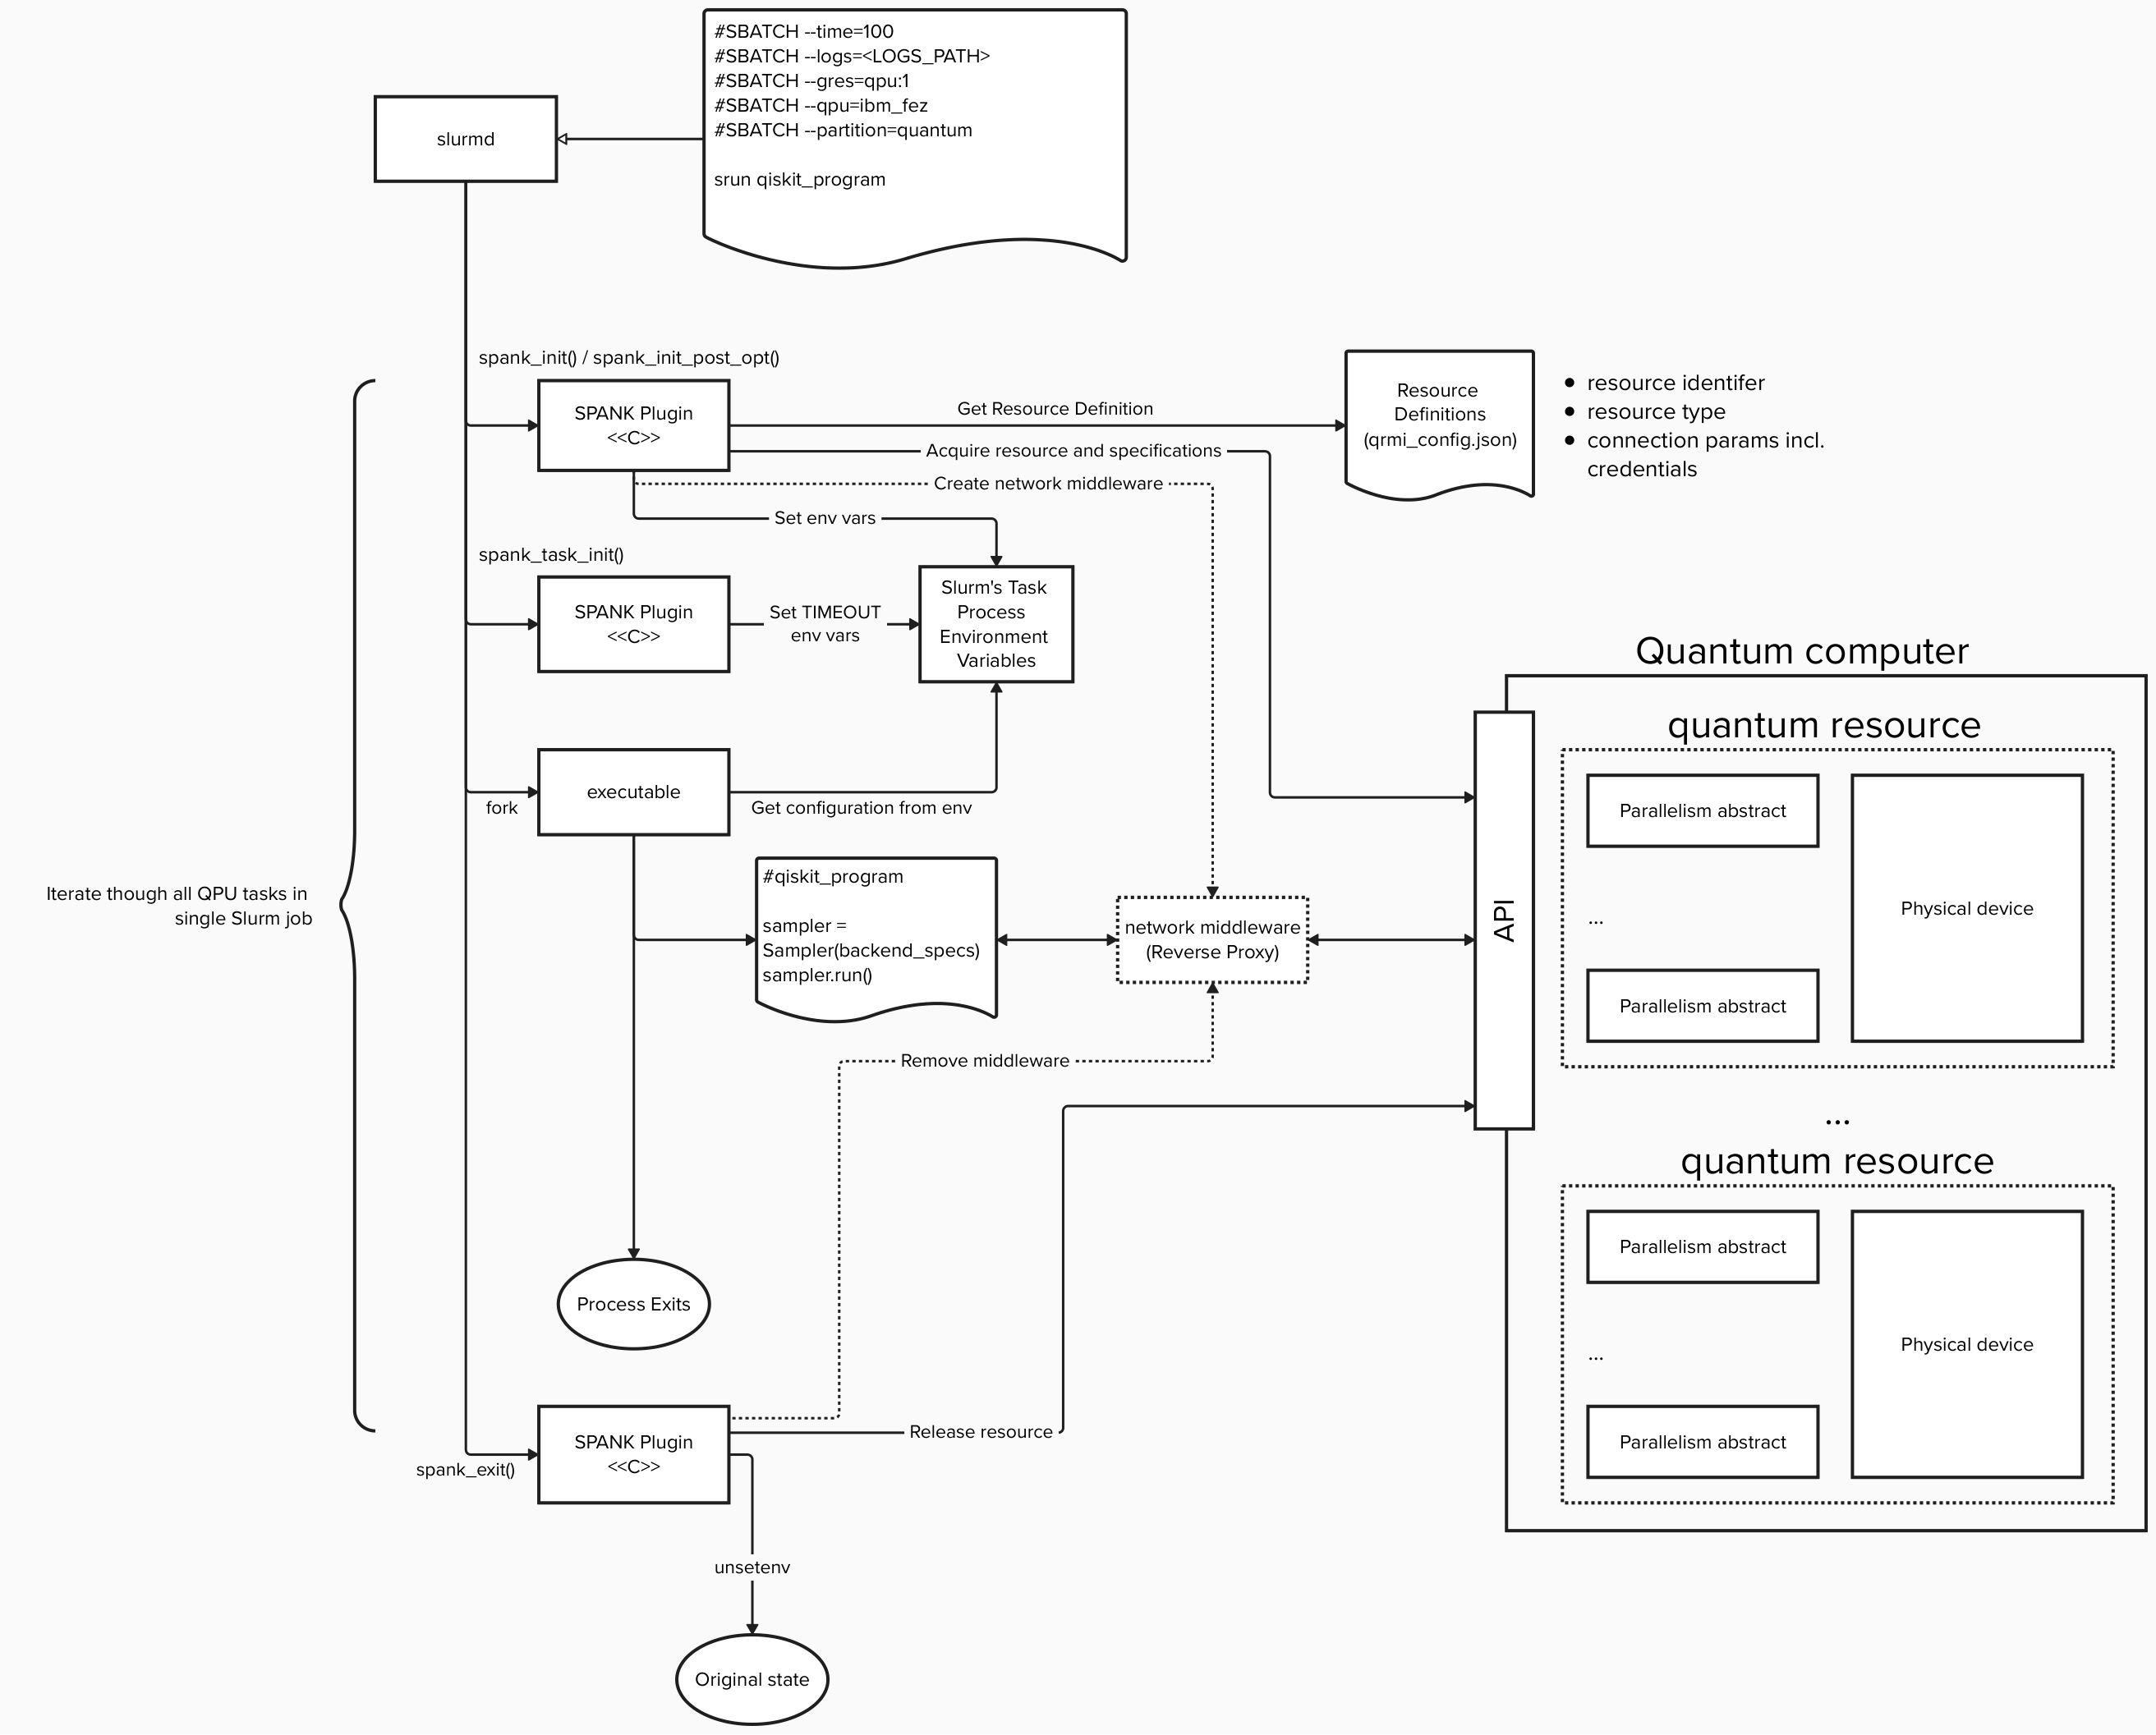 #SBATCH --time=100
#SBATCH --logs=<LOGS_PATH>
#SBATCH --gres=qpu:1
#SBATCH --qpu=ibm_fez
#SBATCH --partition=quantum
srun qiskit_program
slurmd
spank_init() / spank_init_post_opt()
SPANK Plugin
<<C>>
Get Resource Definition
Acquire resource and specifications
Create network middleware
Set env vars
Resource
Definitions
(qrmi_config.json)
● resource identifer
● resource type
● connection params incl.
credentials
spank_task_init()
SPANK Plugin
<<C>>
Set TIMEOUT
env vars
Slurm's Task
Process
Environment
Variables
fork
executable
Get configuration from env
Iterate though all QPU tasks in
single Slurm job
#qiskit_program
sampler =
Sampler(backend_specs)
sampler.run()
network middleware
(Reverse Proxy)
Remove middleware
Process Exits
spank_exit()
SPANK Plugin
<<C>>
Release resource
unsetenv
Original state
Quantum computer
API
quantum resource
Parallelism abstract
...
Parallelism abstract
Physical device
...
quantum resource
Parallelism abstract
...
Parallelism abstract
Physical device